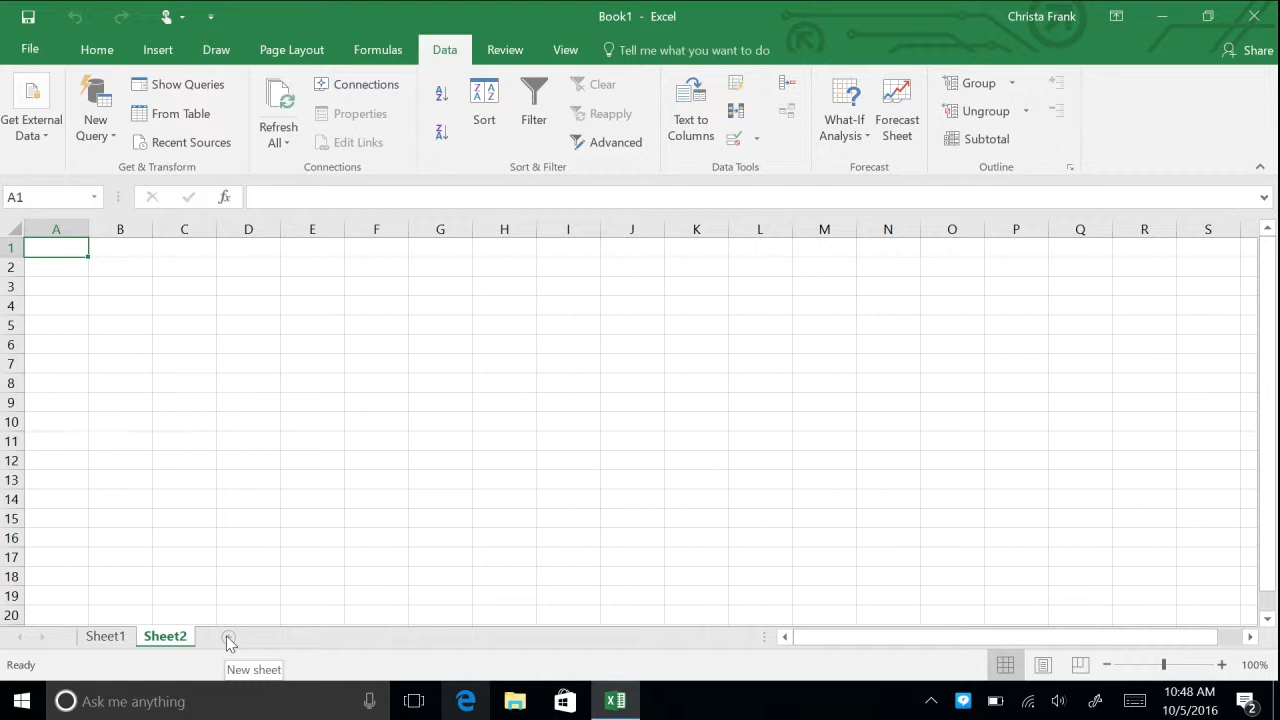 Book1 - Excel
Christa Frank
File Home Insert Draw Page Layout Formulas Data Review View Tell me what you want to do Share
Get External Data
New Query
Show Queries
From Table
Recent Sources
Get & Transform
Refresh All
Connections
Properties
Edit Links
Connections
Sort
Filter
Clear
Reapply
Advanced
Sort & Filter
Text to Columns
Data Tools
What-If Analysis
Forecast Sheet
Forecast
Group
Ungroup
Subtotal
Outline
A1
fx
A B C D E F G H I J K L M N O P Q R S
1
2
3
4
5
6
7
8
9
10
11
12
13
14
15
16
17
18
19
20
Sheet1 Sheet2
New sheet
Ready
100%
Ask me anything
10:48 AM
10/5/2016
2